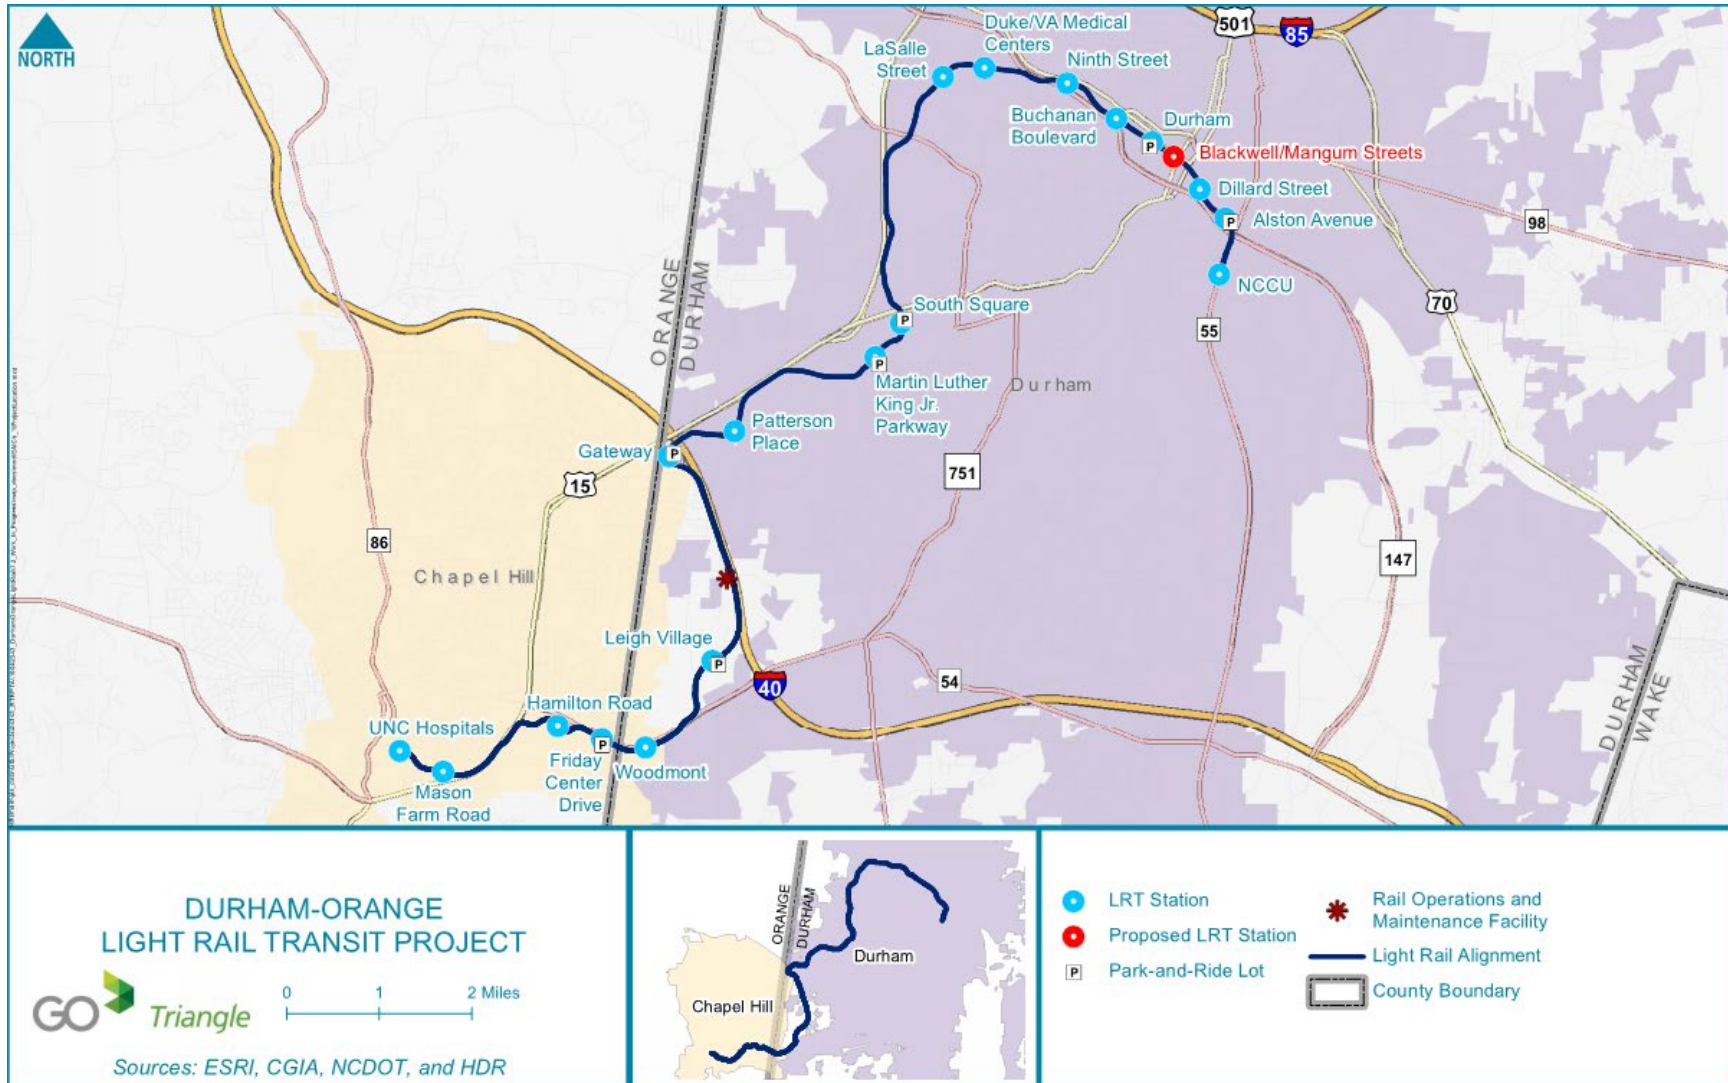 NORTH
Duke/VA Medical
Centers
501
85
LaSalle
Street
Ninth Street
Buchanan
Boulevard
Durham
P
Blackwell/Mangum Streets
Dillard Street
P
Alston Avenue
98
NCCU
ORANGE
DURHAM
70
South Square
P
55
P
Martin Luther
King Jr.
Parkway
Durham
Patterson
Place
Gateway
P
15
751
86
147
Chapel Hill
Leigh Village
P
40
54
DURHAM
WAKE
Hamilton Road
UNC Hospitals
P
Friday
Center
Drive
Woodmont
Mason
Farm Road
DURHAM-ORANGE
LIGHT RAIL TRANSIT PROJECT
GO Triangle
0 1 2 Miles
Sources: ESRI, CGIA, NCDOT, and HDR
ORANGE
DURHAM
Durham
Chapel Hill
LRT Station
Proposed LRT Station
P Park-and-Ride Lot
Rail Operations and
Maintenance Facility
Light Rail Alignment
County Boundary